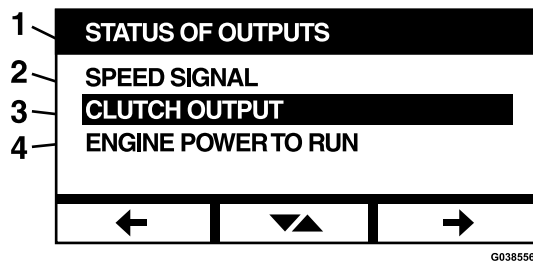 1 STATUS OF OUTPUTS
2 SPEED SIGNAL
3 CLUTCH OUTPUT
4 ENGINE POWER TO RUN
G038556